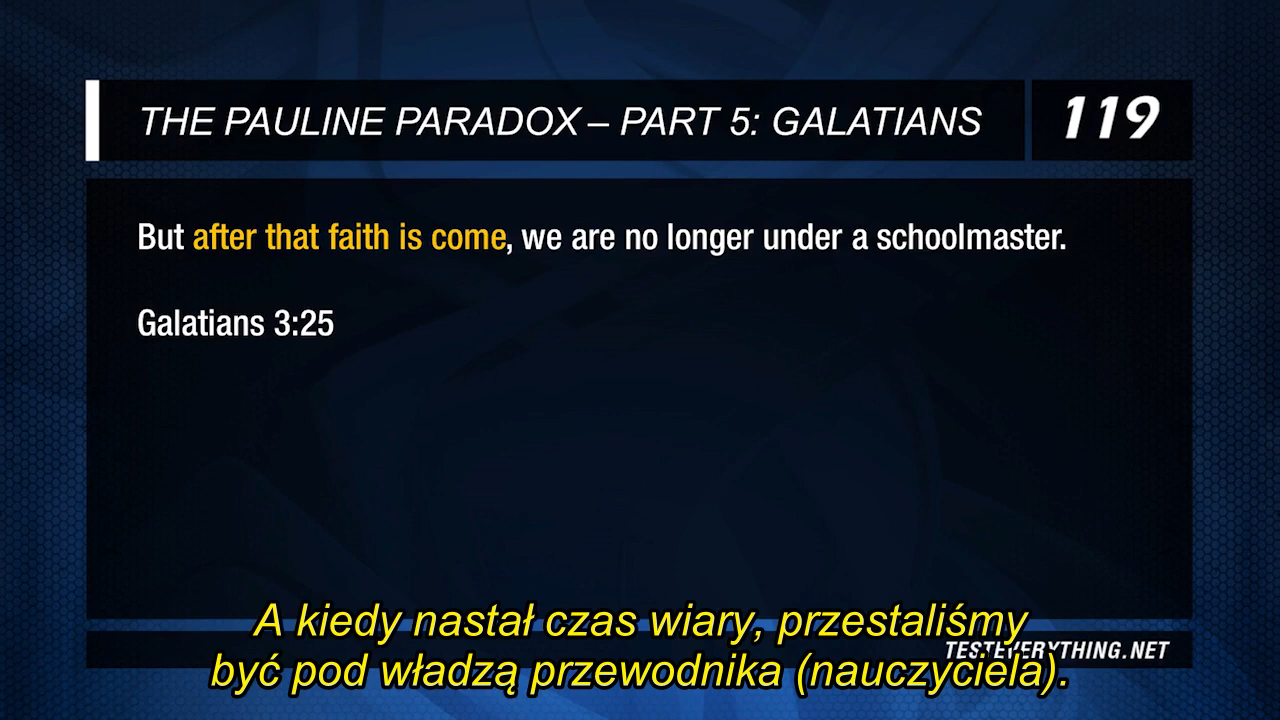 THE PAULINE PARADOX – PART 5: GALATIANS
119
But after that faith is come, we are no longer under a schoolmaster.
Galatians 3:25
A kiedy nastał czas wiary, przestaliśmy
TESTEVERYTHING.NET
być pod władzą przewodnika (nauczyciela).